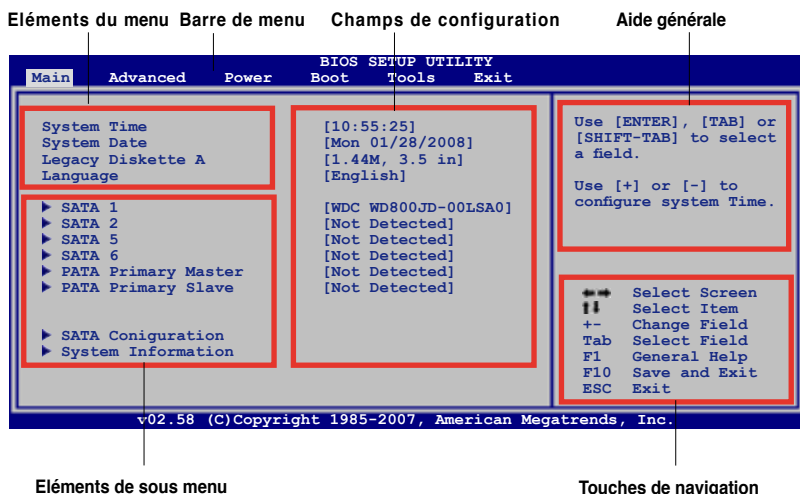 Eléments du menu Barre de menu Champs de configuration Aide générale
BIOS SETUP UTILITY
Main Advanced Power Boot Tools Exit
System Time [10:55:25]
System Date [Mon 01/28/2008]
Legacy Diskette A [1.44M, 3.5 in]
Language [English]
SATA 1 [WDC WD800JD-00LSA0]
SATA 2 [Not Detected]
SATA 5 [Not Detected]
SATA 6 [Not Detected]
PATA Primary Master [Not Detected]
PATA Primary Slave [Not Detected]
SATA Coniguration
System Information
Use [ENTER], [TAB] or
[SHIFT-TAB] to select
a field.
Use [+] or [-] to
configure system Time.
Select Screen
Select Item
+- Change Field
Tab Select Field
F1 General Help
F10 Save and Exit
ESC Exit
v02.58 (C)Copyright 1985-2007, American Megatrends, Inc.
Eléments de sous menu Touches de navigation